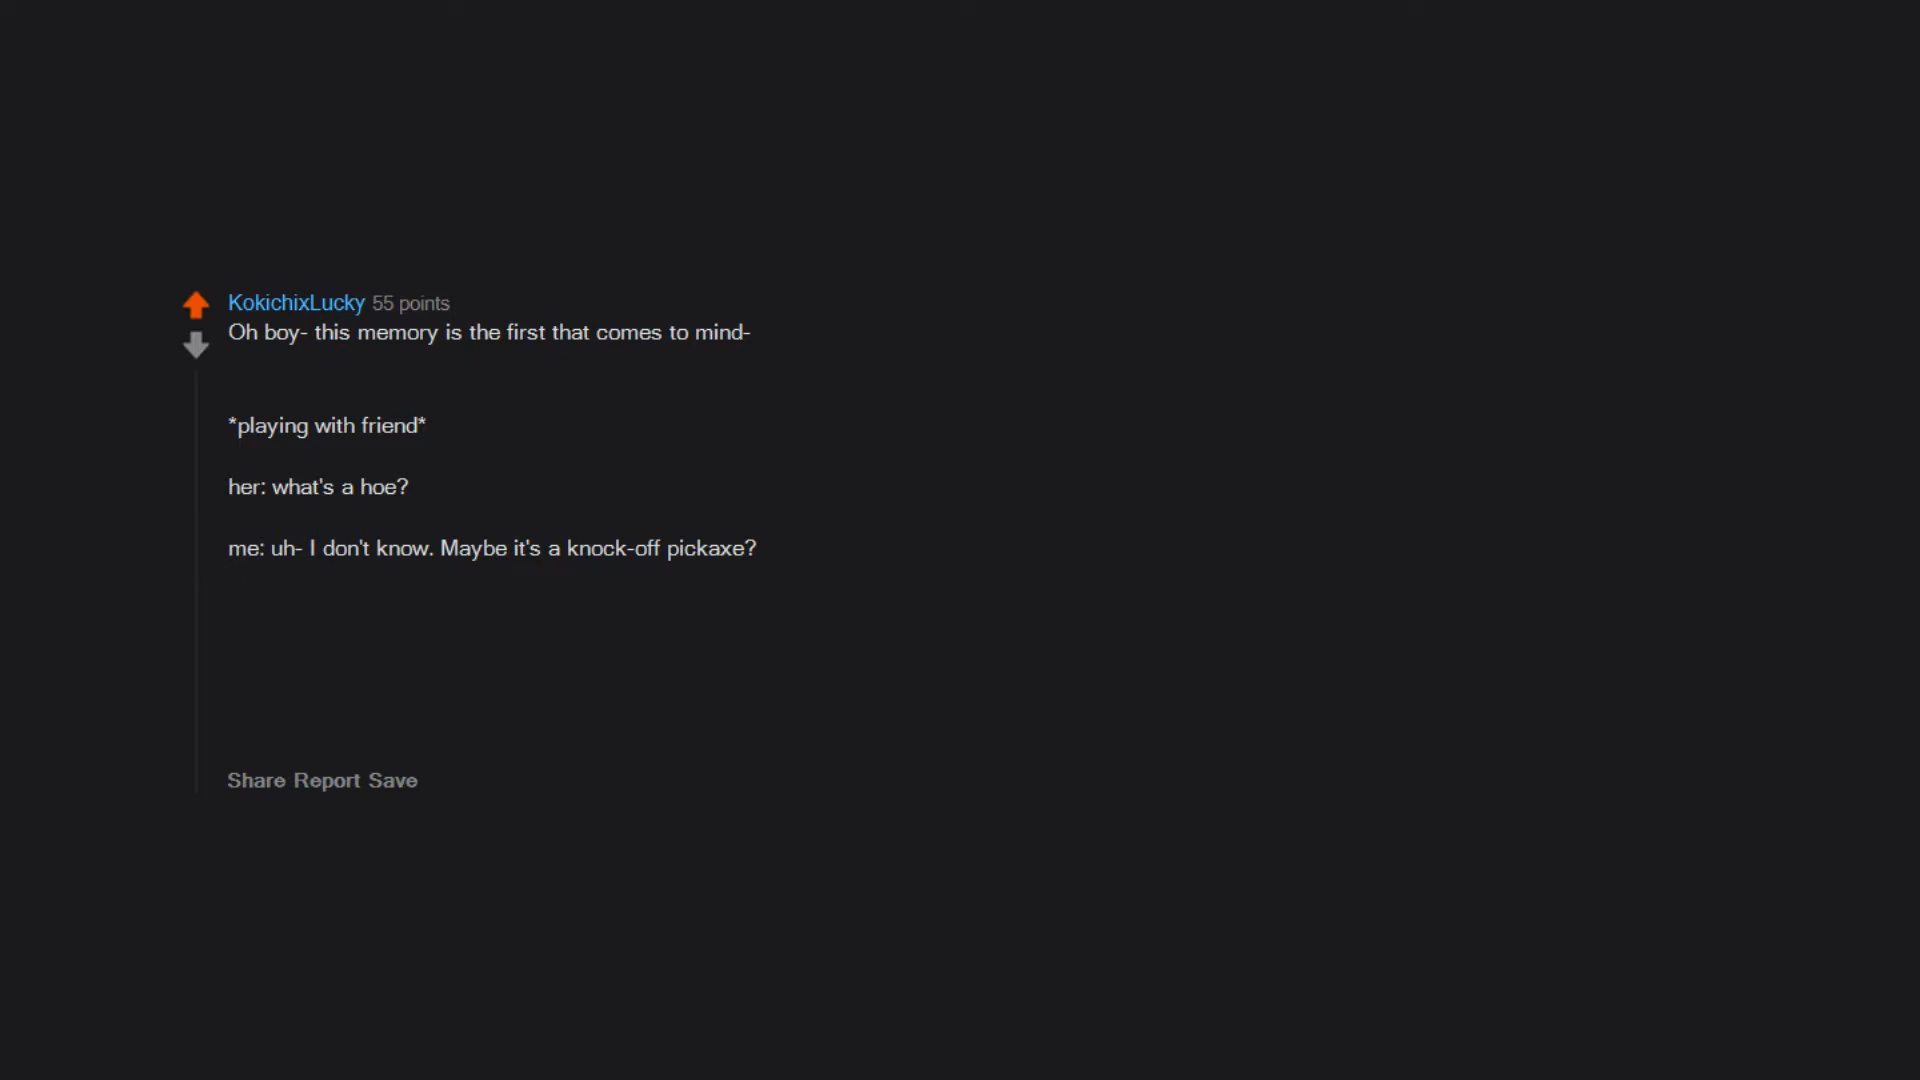 KokichixLucky 55 points
Oh boy- this memory is the first that comes to mind-
*playing with friend*
her: what's a hoe?
me: uh- I don't know. Maybe it's a knock-off pickaxe?
Share Report Save